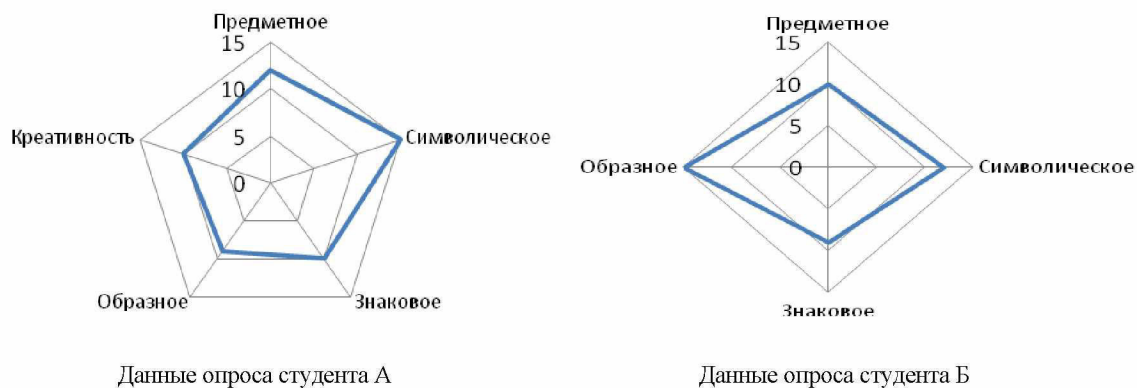 Предметное
15
10
5
0
Креативность
Символическое
Образное
Знаковое
Данные опроса студента А
Предметное
15
10
5
0
Образное
Символическое
Знаковое
Данные опроса студента Б